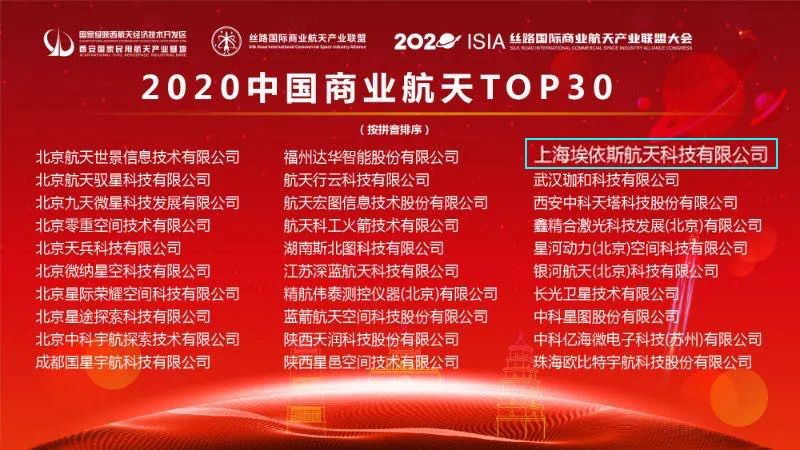 国家级陕西航天经济技术开发区
西安国家民用航天产业基地
丝路国际商业航天产业联盟
Silk Road International Commercial Space Industry Alliance
2020 ISIA 丝路国际商业航天产业联盟大会
SILK ROAD INTERNATIONAL COMMERCIAL SPACE INDUSTRY ALLIANCE CONGRESS
2020中国商业航天TOP30
(按拼音排序)
北京航天世景信息技术有限公司
北京航天驭星科技有限公司
北京九天微星科技发展有限公司
北京零重空间技术有限公司
北京天兵科技有限公司
北京微纳星空科技有限公司
北京星际荣耀空间科技有限公司
北京星途探索科技有限公司
北京中科宇航探索技术有限公司
成都国星宇航科技有限公司
福州达华智能股份有限公司
航天行云科技有限公司
航天宏图信息技术股份有限公司
航天科工火箭技术有限公司
湖南斯北图科技有限公司
江苏深蓝航天科技有限公司
精航伟泰测控仪器(北京)有限公司
蓝箭航天空间科技股份有限公司
陕西天润科技股份有限公司
陕西星邑空间技术有限公司
上海埃依斯航天科技有限公司
武汉珈和科技有限公司
西安中科天塔科技股份有限公司
鑫精合激光科技发展(北京)有限公司
星河动力(北京)空间科技有限公司
银河航天(北京)科技有限公司
长光卫星技术有限公司
中科星图股份有限公司
中科亿海微电子科技(苏州)有限公司
珠海欧比特宇航科技股份有限公司